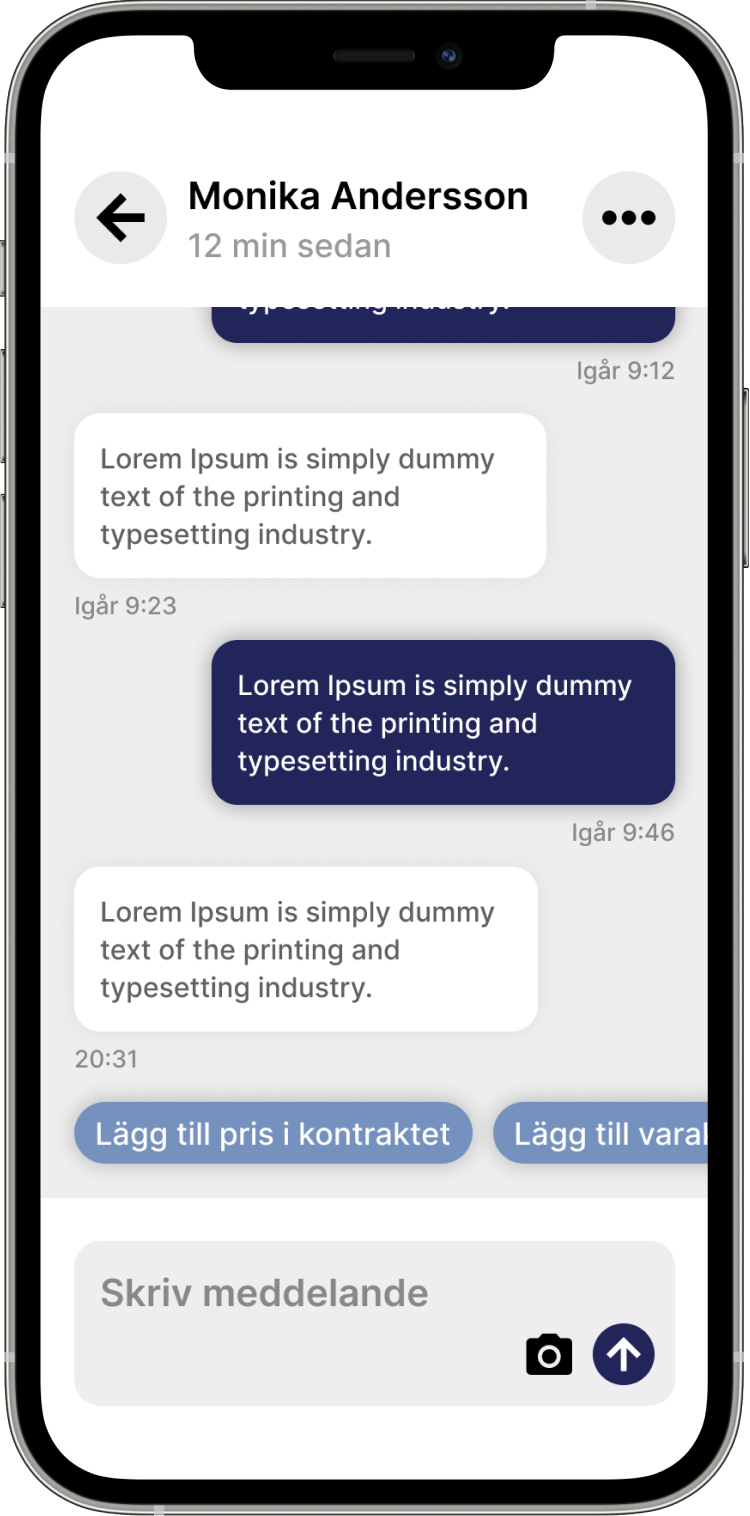 Monika Andersson
12 min sedan
typesetting industry.
Igår 9:12
Lorem Ipsum is simply dummy
text of the printing and
typesetting industry.
Igår 9:23
Lorem Ipsum is simply dummy
text of the printing and
typesetting industry.
Igår 9:46
Lorem Ipsum is simply dummy
text of the printing and
typesetting industry.
20:31
Lägg till pris i kontraktet
Lägg till
Skriv meddelande